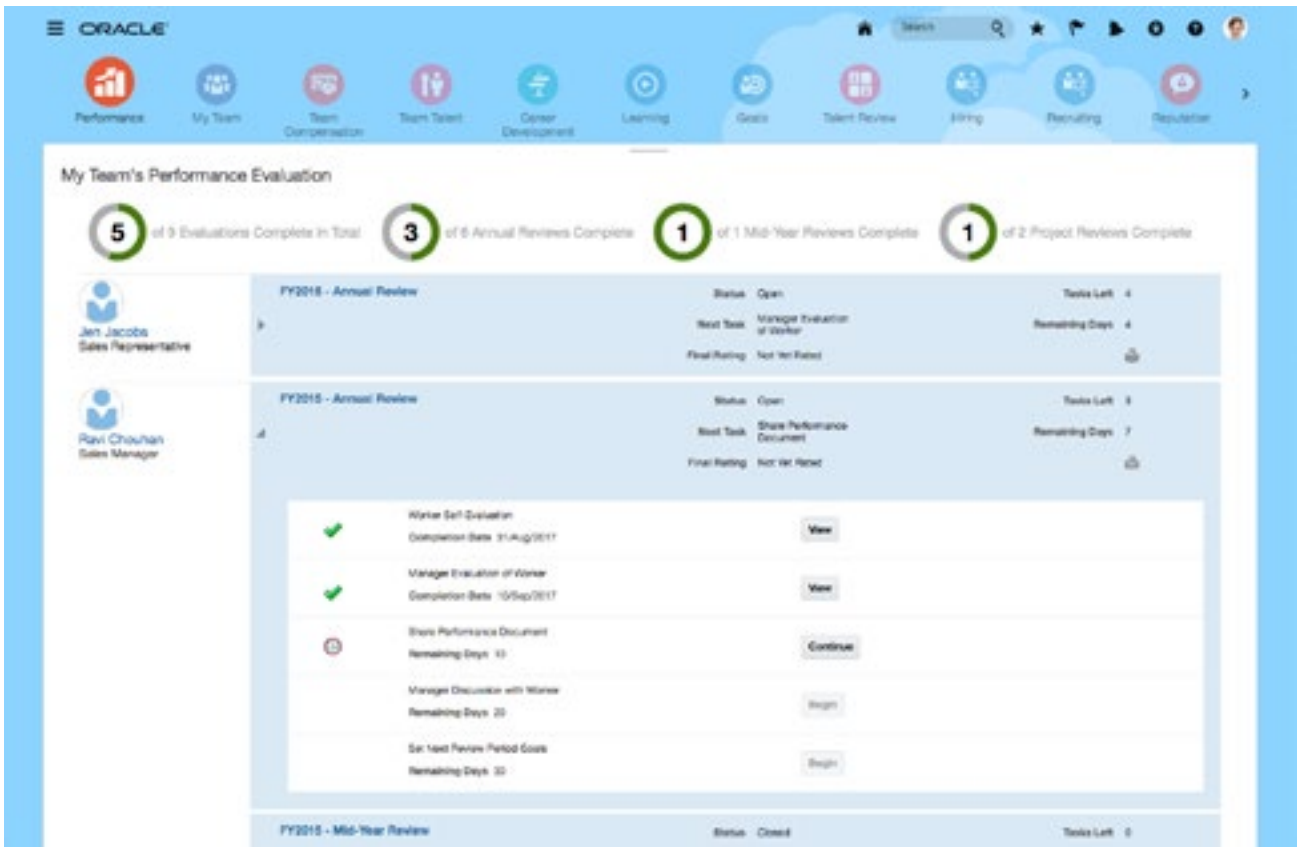 ORACLE
Search
Performance
My Team
Team
Compensation
Team Talent
Career
Development
Learning
Goals
Talent Review
Hiring
Recruiting
Reputation
My Team's Performance Evaluation
5 of 9 Evaluations Complete in Total
3 of 6 Annual Reviews Complete
1 of 1 Mid-Year Reviews Complete
1 of 2 Project Reviews Complete
Jen Jacobs
Sales Representative
Annual Review
Status Open
Tasks Left 4
Next Task Manager Evaluation
of Worker
Remaining Days 4
Final Rating Not Yet Rated
Ravi Chouhan
Sales Manager
Annual Review
Status Open
Tasks Left 3
Next Task Share Performance
Document
Remaining Days 7
Final Rating Not Yet Rated
Worker Self Evaluation
Completion Date 31/Aug/2017
View
Manager Evaluation of Worker
Completion Date
View
Share Performance Document
Remaining Days
Continue
Manager Discussion with Worker
Remaining Days 20
Begin
Set Next Review Period Goals
Remaining Days 30
Begin
Mid-Year Review
Status Closed
Tasks Left 0